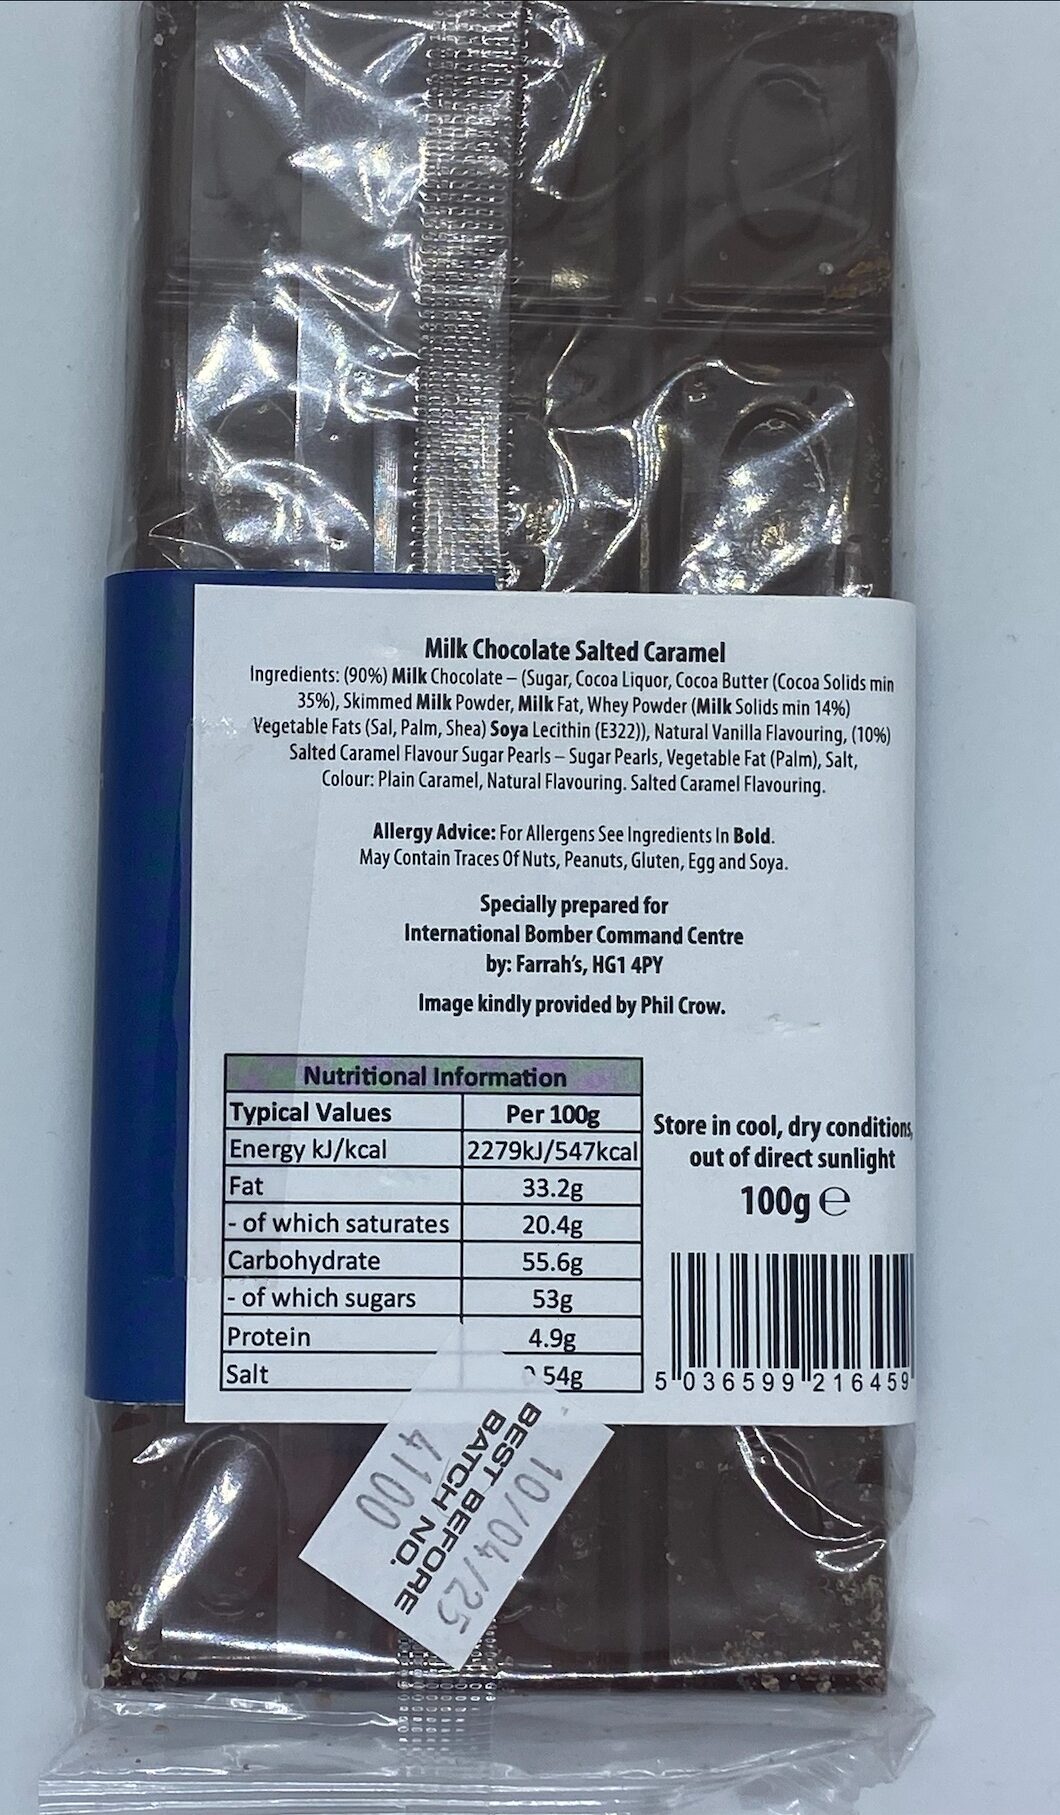 Milk Chocolate Salted Caramel
Ingredients: (90%) Milk Chocolate – (Sugar, Cocoa Liquor, Cocoa Butter (Cocoa Solids min
35%), Skimmed Milk Powder, Milk Fat, Whey Powder (Milk Solids min 14%)
Vegetable Fats (Sal, Palm, Shea) Soya Lecithin (E322)), Natural Vanilla Flavouring, (10%)
Salted Caramel Flavour Sugar Pearls – Sugar Pearls, Vegetable Fat (Palm), Salt,
Colour: Plain Caramel, Natural Flavouring. Salted Caramel Flavouring.
Allergy Advice: For Allergens See Ingredients In Bold.
May Contain Traces Of Nuts, Peanuts, Gluten, Egg and Soya.
Specially prepared for
International Bomber Command Centre
by: Farrah's, HG1 4PY
Image kindly provided by Phil Crow.
Nutritional Information
Typical Values Per 100g
Energy kJ/kcal 2279kJ/547kcal
Fat 33.2g
- of which saturates 20.4g
Carbohydrate 55.6g
- of which sugars 53g
Protein 4.9g
Salt 54g
Store in cool, dry conditions,
out of direct sunlight
100g ℮
5 036599 216459
BEST BEFORE
10/04/25
BATCH NO.
4100